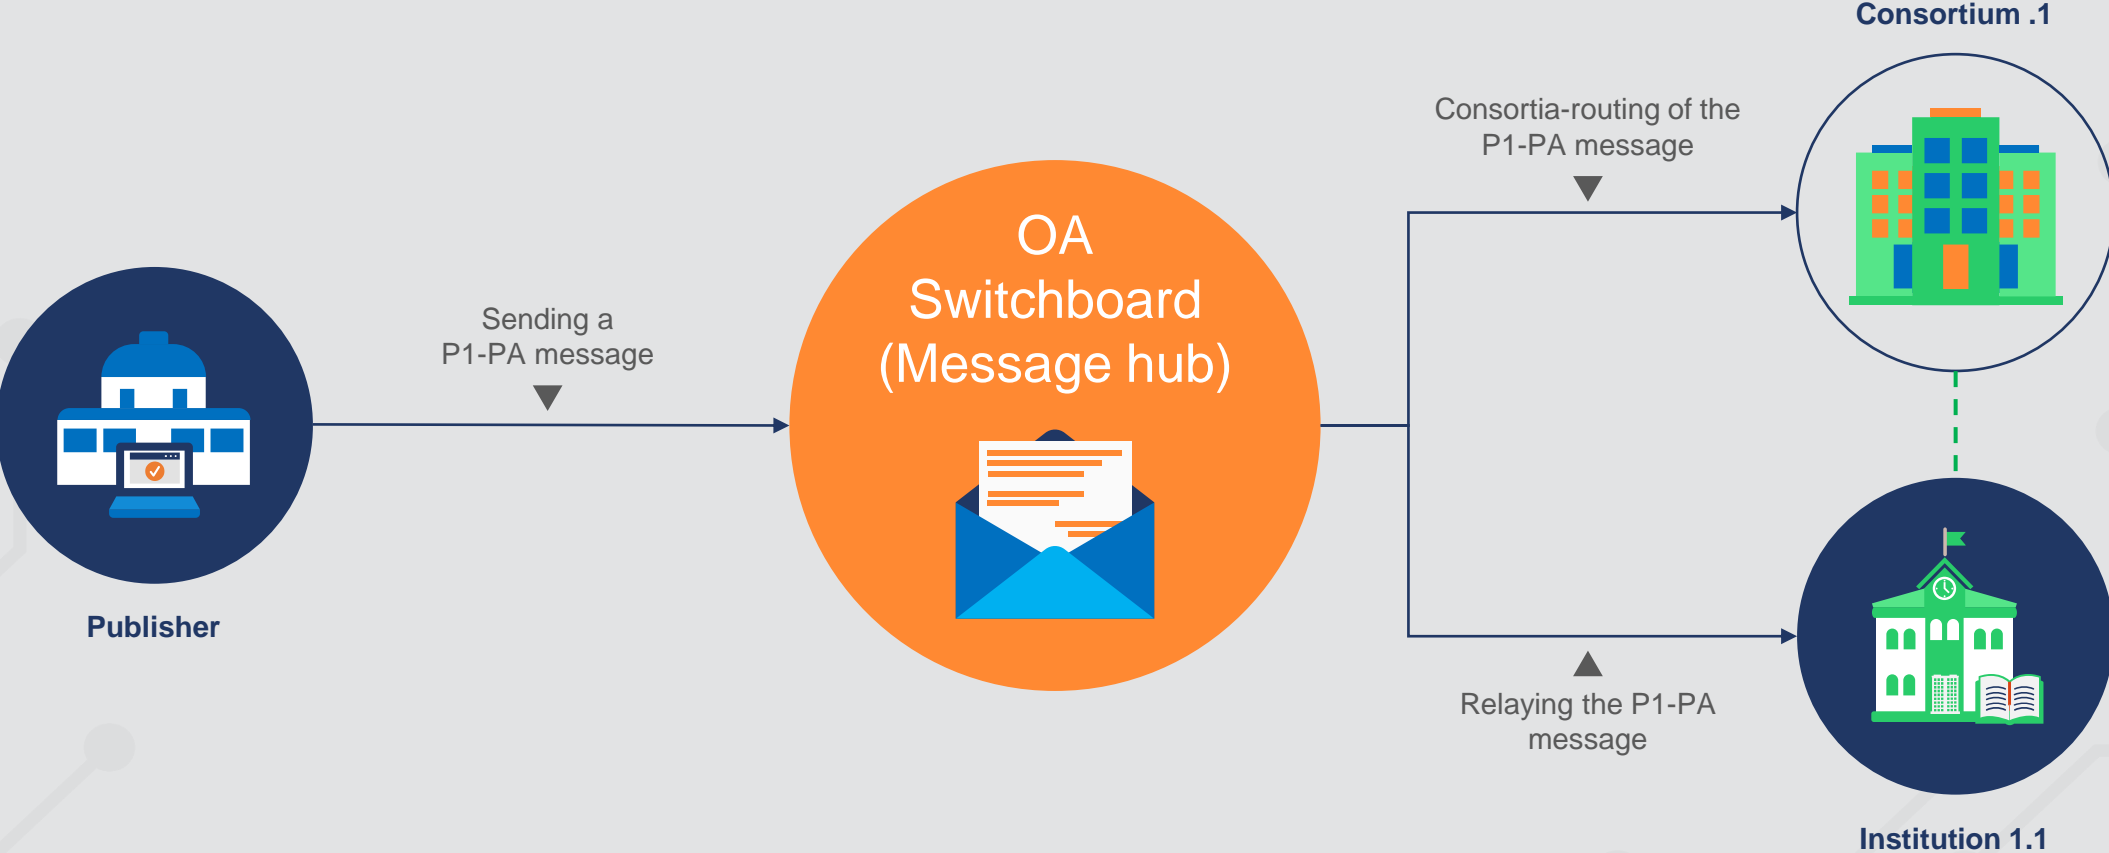 Consortium .1
Consortia-routing of the
P1-PA message
OA
Switchboard
(Message hub)
Sending a
P1-PA message
Publisher
Relaying the P1-PA
message
Institution 1.1